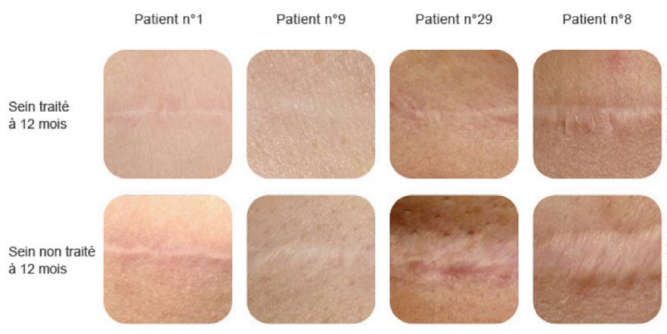 Patient n°1 Patient n°9 Patient n°29 Patient n°8
Sein traité
à 12 mois
Sein non traité
à 12 mois